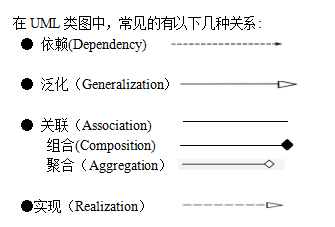 在 UML 类图中，常见的有以下几种关系:
● 依赖(Dependency)
● 泛化（Generalization）
● 关联（Association)
组合(Composition)
聚合（Aggregation）
●实现（Realization）